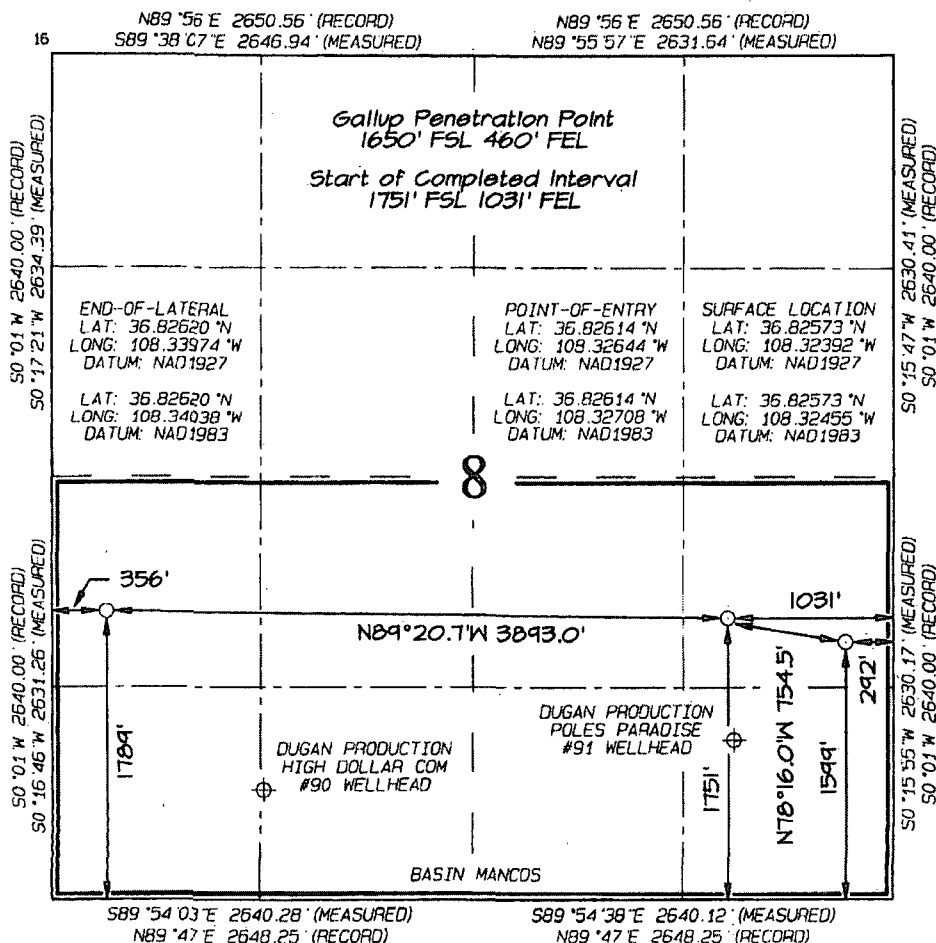 N89°56'E 2650.56' (RECORD)
S89°38'07"E 2646.94' (MEASURED)
N89°56'E 2650.56' (RECORD)
N89°55'57"E 2631.64' (MEASURED)
16
Gallup Penetration Point
1650' FSL 460' FEL
Start of Completed Interval
1751' FSL 1031' FEL
S0°01'W 2640.00' (RECORD)
S0°17'21"W 2634.39' (MEASURED)
S0°15'47"W 2630.41' (MEASURED)
S0°01'W 2640.00' (RECORD)
END-OF-LATERAL
LAT: 36.82620°N
LONG: 108.33974°W
DATUM: NAD1927
LAT: 36.82620°N
LONG: 108.34038°W
DATUM: NAD1983
POINT-OF-ENTRY
LAT: 36.82614°N
LONG: 108.32644°W
DATUM: NAD1927
LAT: 36.82614°N
LONG: 108.32708°W
DATUM: NAD1983
SURFACE LOCATION
LAT: 36.82573°N
LONG: 108.32392°W
DATUM: NAD1927
LAT: 36.82573°N
LONG: 108.32455°W
DATUM: NAD1983
8
S0°01'W 2640.00' (RECORD)
S0°16'46"W 2631.26' (MEASURED)
356'
N89°20.7'W 3893.0'
1031'
292'
N78°16.0'W 754.5'
1789'
1751'
1599'
DUGAN PRODUCTION
HIGH DOLLAR COM
#90 WELLHEAD
DUGAN PRODUCTION
POLES PARADISE
#91 WELLHEAD
S0°15'55"W 2630.17' (MEASURED)
S0°01'W 2640.00' (RECORD)
BASIN MANCOS
S89°54'03"E 2640.28' (MEASURED)
N89°47'E 2648.25' (RECORD)
S89°54'38"E 2640.12' (MEASURED)
N89°47'E 2648.25' (RECORD)